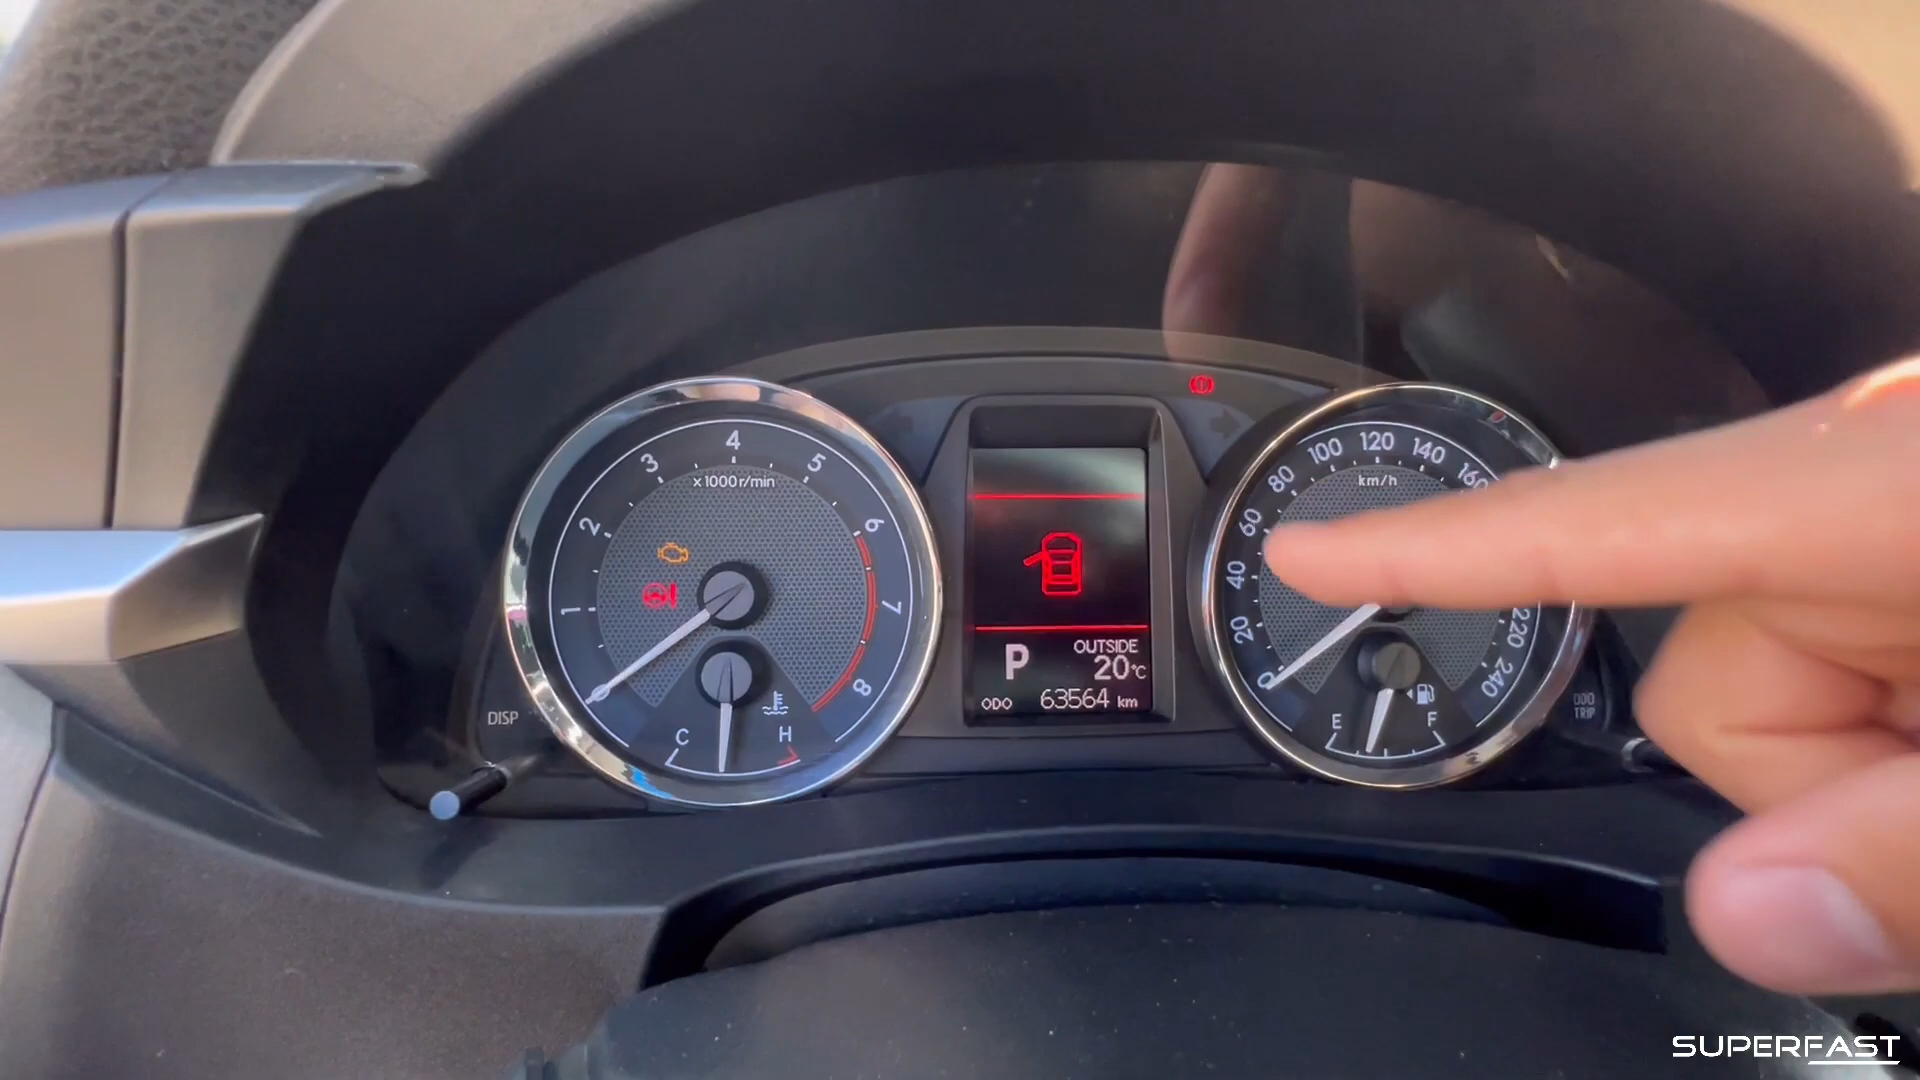 x1000r/min
1
2
3
4
5
6
7
8
C
H
DISP
P
OUTSIDE
20°C
ODO 63564 km
km/h
0
20
40
60
80
100
120
140
160
220
240
E
F
ODO
TRIP
SUPERFAST